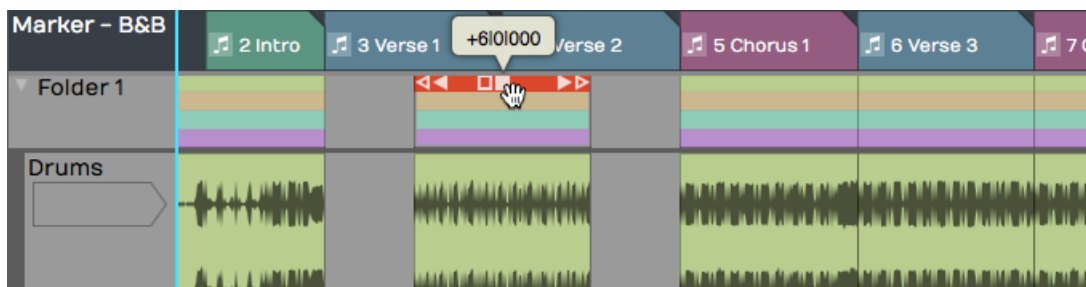 Marker – B&B
2 Intro
3 Verse 1
+6|0|000
Verse 2
5 Chorus 1
6 Verse 3
7
Folder 1
Drums